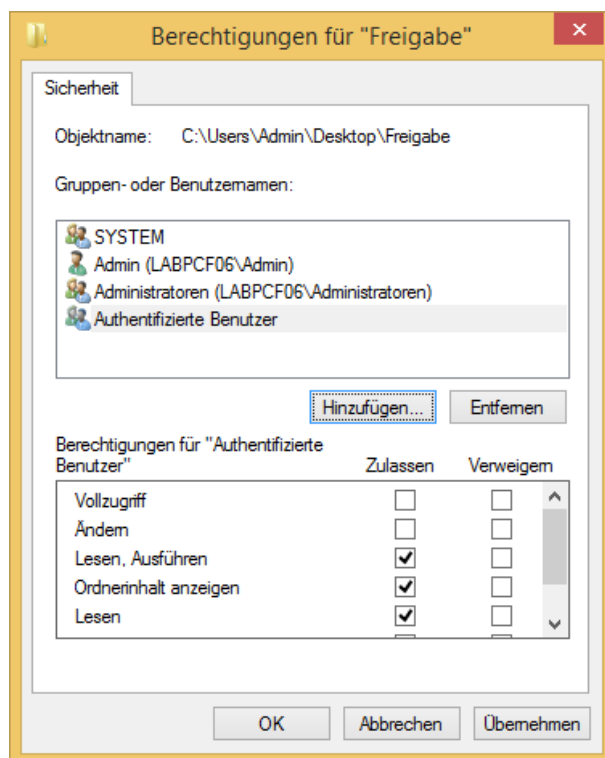 Berechtigungen für "Freigabe"
Sicherheit
Objektname: C:\Users\Admin\Desktop\Freigabe
Gruppen- oder Benutzernamen:
SYSTEM
Admin (LABPCF06\Admin)
Administratoren (LABPCF06\Administratoren)
Authentifizierte Benutzer
Hinzufügen... Entfernen
Berechtigungen für "Authentifizierte
Benutzer" Zulassen Verweigern
Vollzugriff
Ändern
Lesen, Ausführen
Ordnerinhalt anzeigen
Lesen
OK Abbrechen Übernehmen